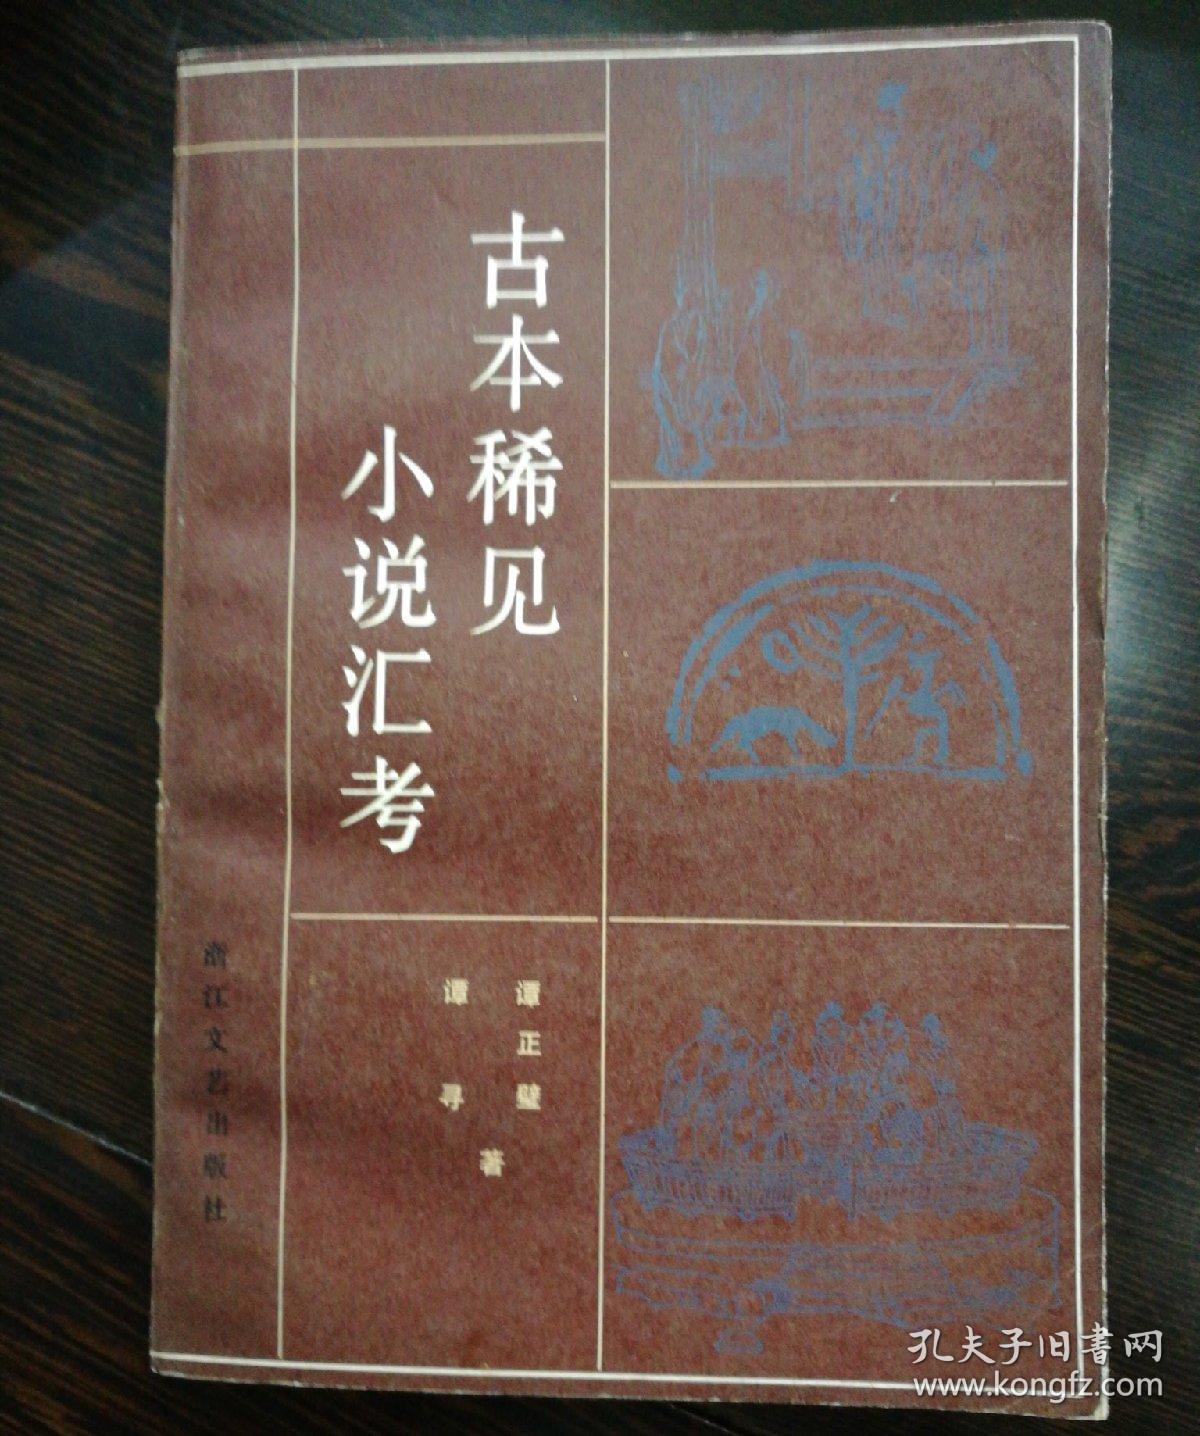 古本稀见
小说汇考
谭正璧
谭寻
著
浙江文艺出版社
孔夫子旧书网
www.kongfz.com